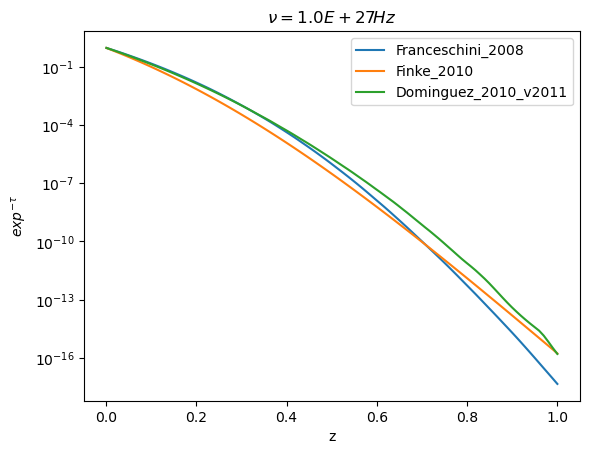 ν = 1.0E + 27Hz
Franceschini_2008
Finke_2010
Dominguez_2010_v2011
10⁻¹
10⁻⁴
10⁻⁷
10⁻¹⁰
10⁻¹³
10⁻¹⁶
exp⁻τ
0.0 0.2 0.4 0.6 0.8 1.0
z